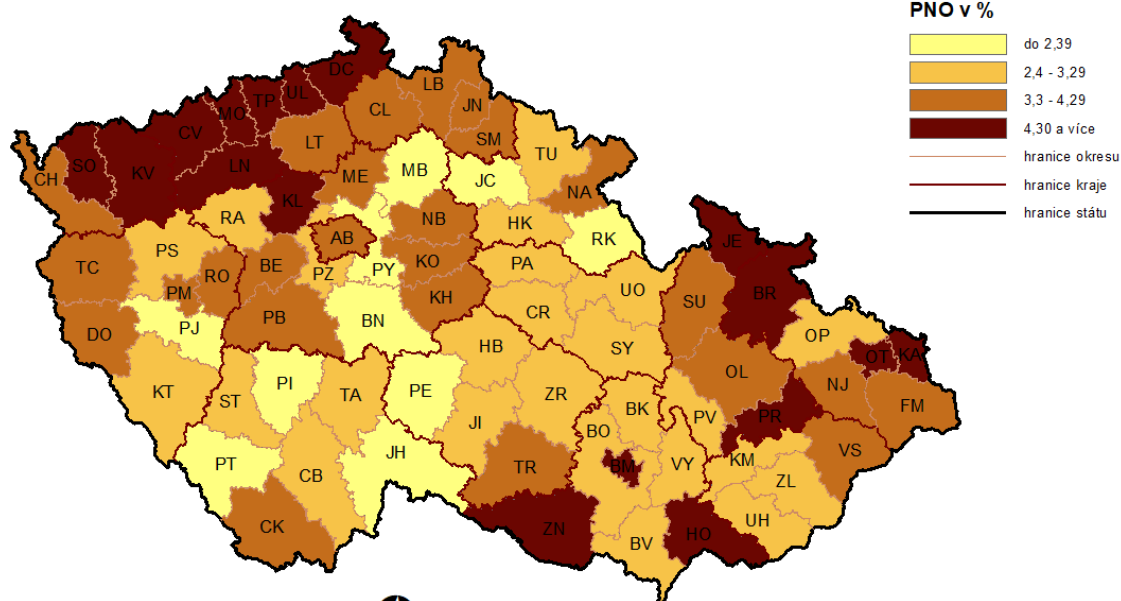 PNO v %
do 2,39
2,4 - 3,29
3,3 - 4,29
4,30 a více
hranice okresu
hranice kraje
hranice státu
DC
LB
UL
TP
MO
CL
JN
CV
LT
SM
TU
SO
KV
LN
ME
MB
JC
NA
CH
KL
RA
NB
HK
RK
AB
JE
PS
TC
RO
BE
PZ
PY
KO
PA
BR
PM
KH
UO
SU
PJ
PB
BN
CR
OP
DO
HB
SY
OT
KA
OL
NJ
PI
PE
KT
ST
TA
ZR
FM
BK
PV
PR
JI
BO
VS
JH
KM
PT
CB
TR
BM
VY
ZL
CK
ZN
HO
UH
BV